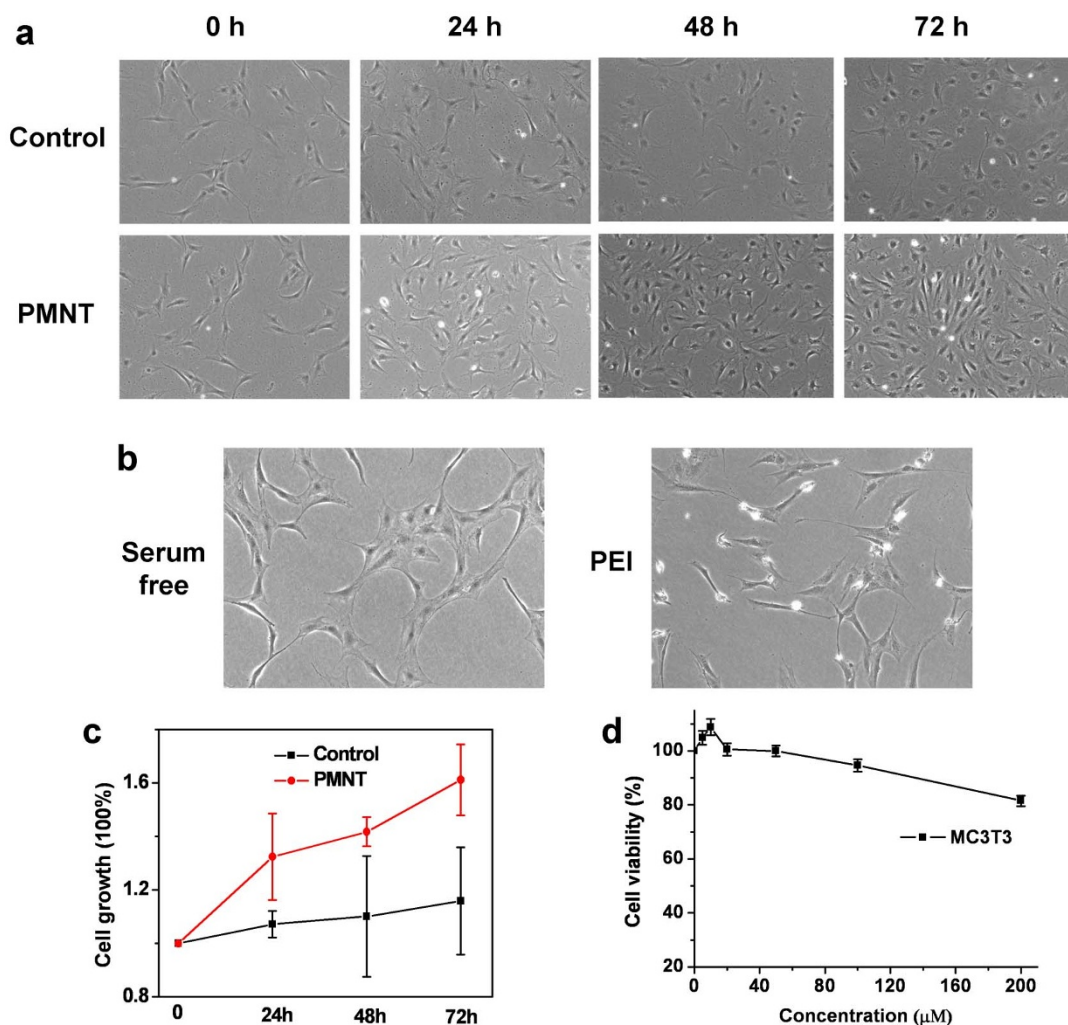 a
0 h 24 h 48 h 72 h
Control
PMNT
b
Serum
free
PEI
c
Control
PMNT
Cell growth (100%)
1.6
1.2
0.8
0 24h 48h 72h
d
Cell viability (%)
100
80
60
40
20
MC3T3
0 40 80 120 160 200
Concentration (μM)